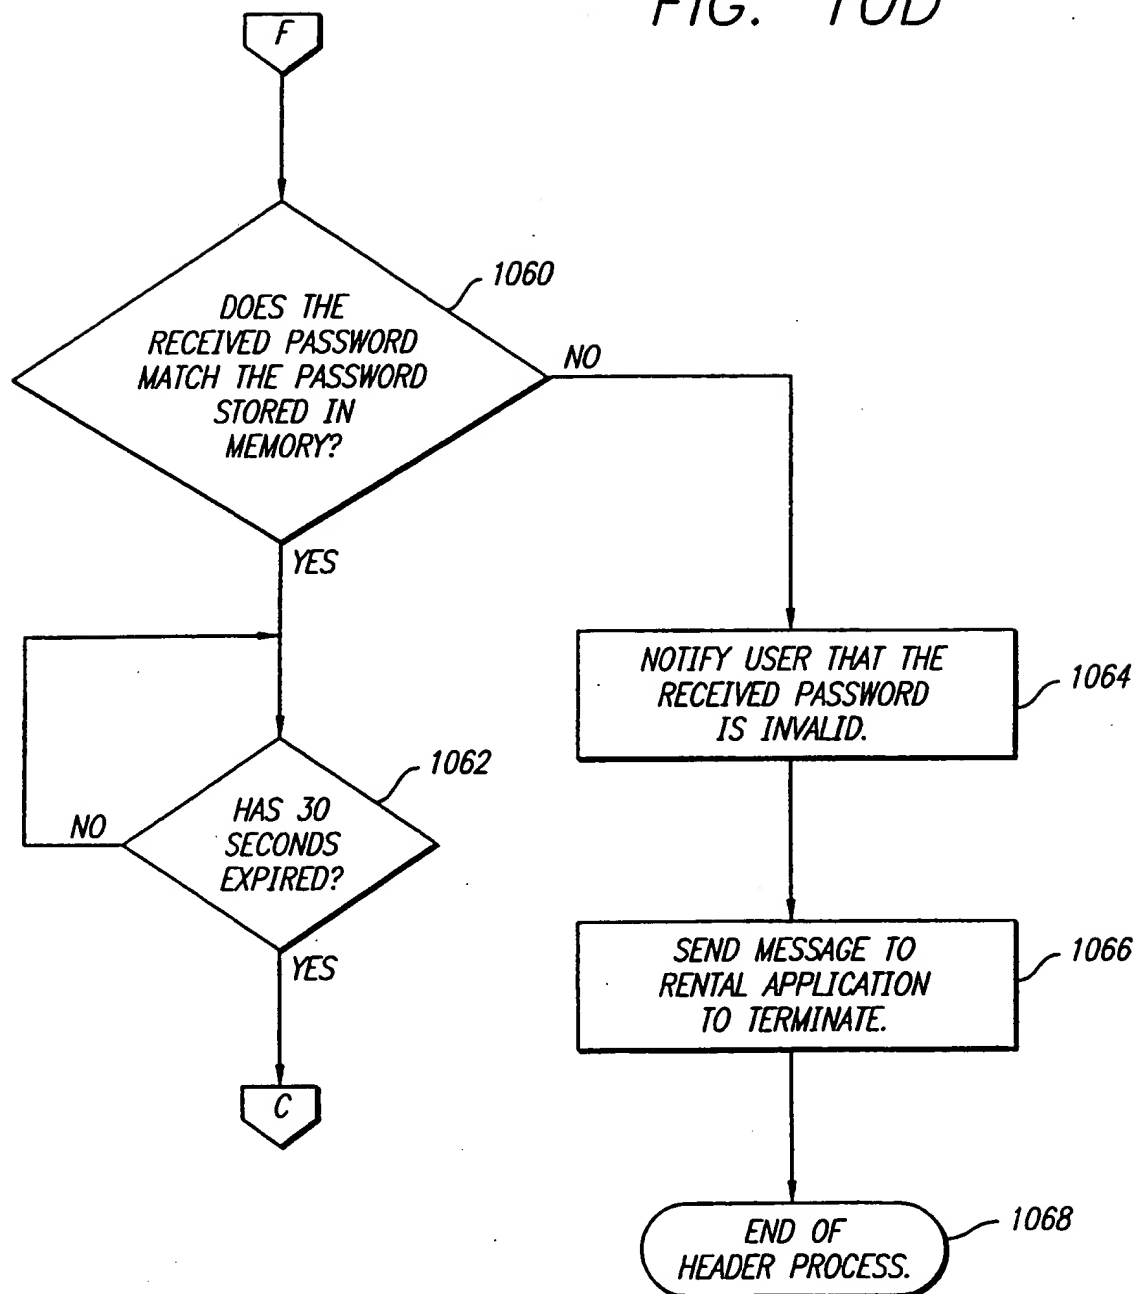 FIG. 10D
F
1060
DOES THE
RECEIVED PASSWORD
MATCH THE PASSWORD
STORED IN
MEMORY?
NO
YES
NOTIFY USER THAT THE
RECEIVED PASSWORD
IS INVALID.
1064
1062
HAS 30
SECONDS
EXPIRED?
NO
YES
SEND MESSAGE TO
RENTAL APPLICATION
TO TERMINATE.
1066
C
END OF
HEADER PROCESS.
1068